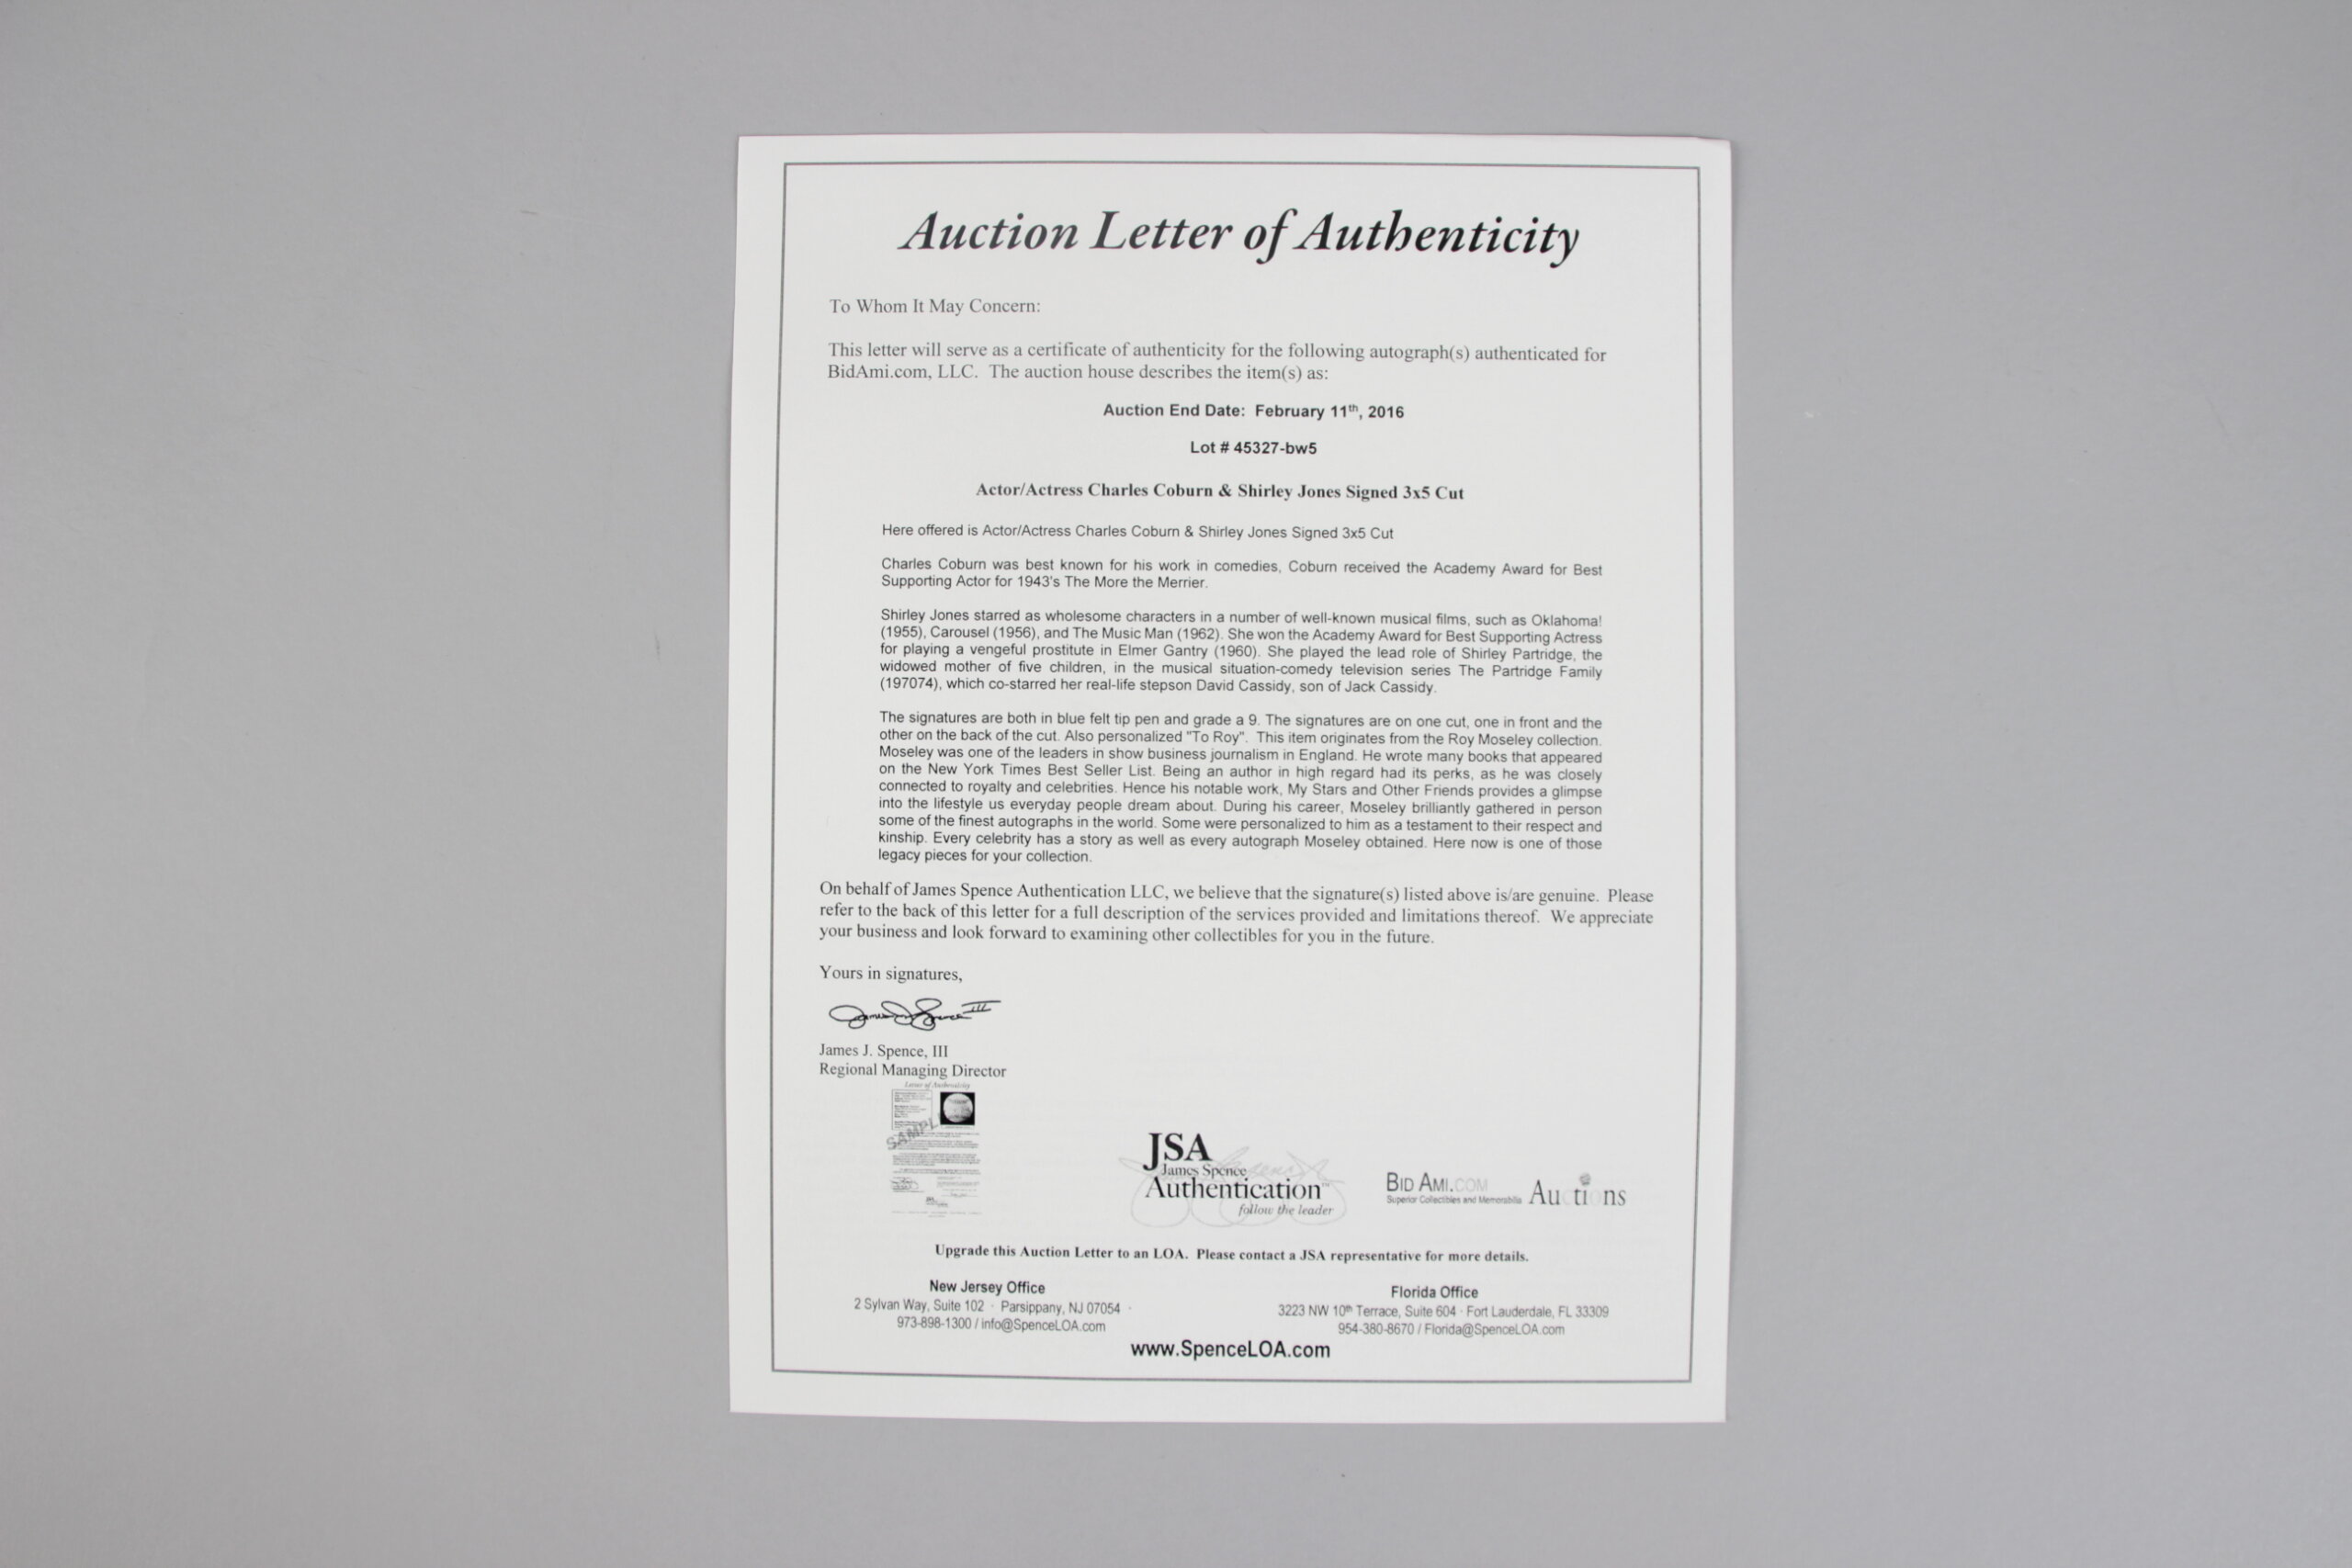 Auction Letter of Authenticity
To Whom It May Concern:
This letter will serve as a certificate of authenticity for the following autograph(s) authenticated for
BidAmi.com, LLC. The auction house describes the item(s) as:
Auction End Date: February 11th, 2016
Lot # 45327-bw5
Actor/Actress Charles Coburn & Shirley Jones Signed 3x5 Cut
Here offered is Actor/Actress Charles Coburn & Shirley Jones Signed 3x5 Cut
Charles Coburn was best known for his work in comedies, Coburn received the Academy Award for Best
Supporting Actor for 1943's The More the Merrier.
Shirley Jones starred as wholesome characters in a number of well-known musical films, such as Oklahoma!
(1955), Carousel (1956), and The Music Man (1962). She won the Academy Award for Best Supporting Actress
for playing a vengeful prostitute in Elmer Gantry (1960). She played the lead role of Shirley Partridge, the
widowed mother of five children, in the musical situation-comedy television series The Partridge Family
(197074), which co-starred her real-life stepson David Cassidy, son of Jack Cassidy.
The signatures are both in blue felt tip pen and grade a 9. The signatures are on one cut, one in front and the
other on the back of the cut. Also personalized "To Roy". This item originates from the Roy Moseley collection.
Moseley was one of the leaders in show business journalism in England. He wrote many books that appeared
on the New York Times Best Seller List. Being an author in high regard had its perks, as he was closely
connected to royalty and celebrities. Hence his notable work, My Stars and Other Friends provides a glimpse
into the lifestyle us everyday people dream about. During his career, Moseley brilliantly gathered in person
some of the finest autographs in the world. Some were personalized to him as a testament to their respect and
kinship. Every celebrity has a story as well as every autograph Moseley obtained. Here now is one of those
legacy pieces for your collection.
On behalf of James Spence Authentication LLC, we believe that the signature(s) listed above is/are genuine. Please
refer to the back of this letter for a full description of the services provided and limitations thereof. We appreciate
your business and look forward to examining other collectibles for you in the future.
Yours in signatures,
James J Spence III
James J. Spence, III
Regional Managing Director
Letter of Authenticity
SAMPLE
JSA
James Spence
Authentication™
follow the leader
BID AMI.COM
Superior Collectibles and Memorabilia
Auctions
Upgrade this Auction Letter to an LOA. Please contact a JSA representative for more details.
New Jersey Office
2 Sylvan Way, Suite 102 · Parsippany, NJ 07054 ·
973-898-1300 / info@SpenceLOA.com
Florida Office
3223 NW 10th Terrace, Suite 604 · Fort Lauderdale, FL 33309
954-380-8670 / Florida@SpenceLOA.com
www.SpenceLOA.com